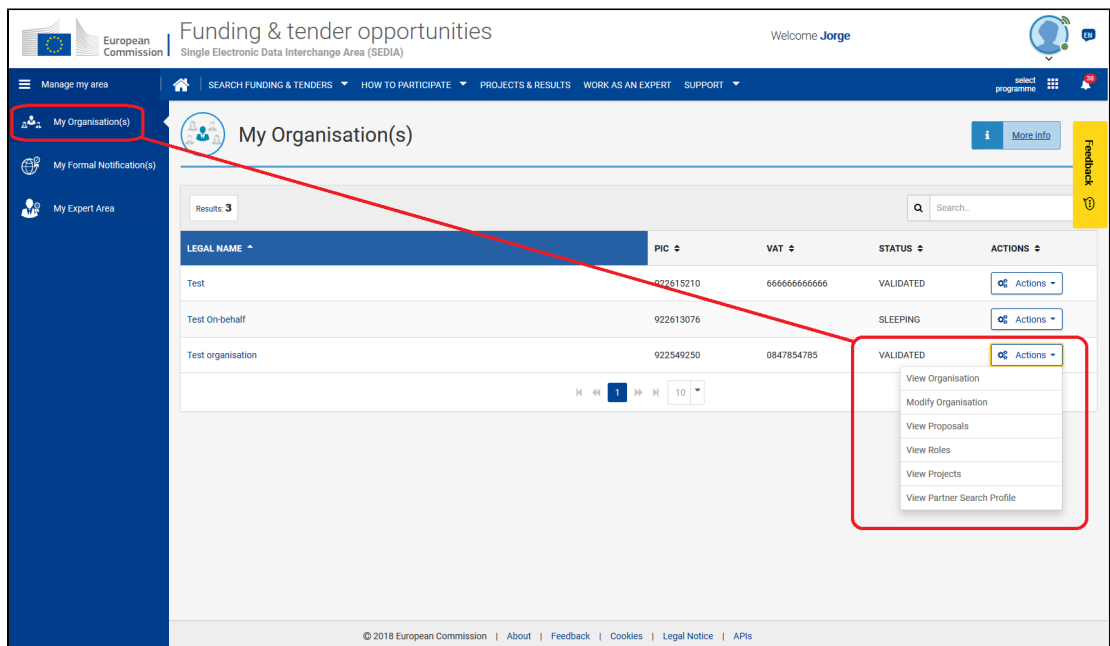 European
Commission
Funding & tender opportunities
Single Electronic Data Interchange Area (SEDIA)
Welcome Jorge
EN
Manage my area
SEARCH FUNDING & TENDERS
HOW TO PARTICIPATE
PROJECTS & RESULTS
WORK AS AN EXPERT
SUPPORT
select
programme
38
My Organisation(s)
My Formal Notification(s)
My Expert Area
My Organisation(s)
i More info
Feedback
Results: 3
Search..
LEGAL NAME PIC VAT STATUS ACTIONS
Test 922615210 666666666666 VALIDATED Actions
Test On-behalf 922613076 SLEEPING Actions
Test organisation 922549250 0847854785 VALIDATED Actions
1 10
View Organisation
Modify Organisation
View Proposals
View Roles
View Projects
View Partner Search Profile
© 2018 European Commission | About | Feedback | Cookies | Legal Notice | APIs